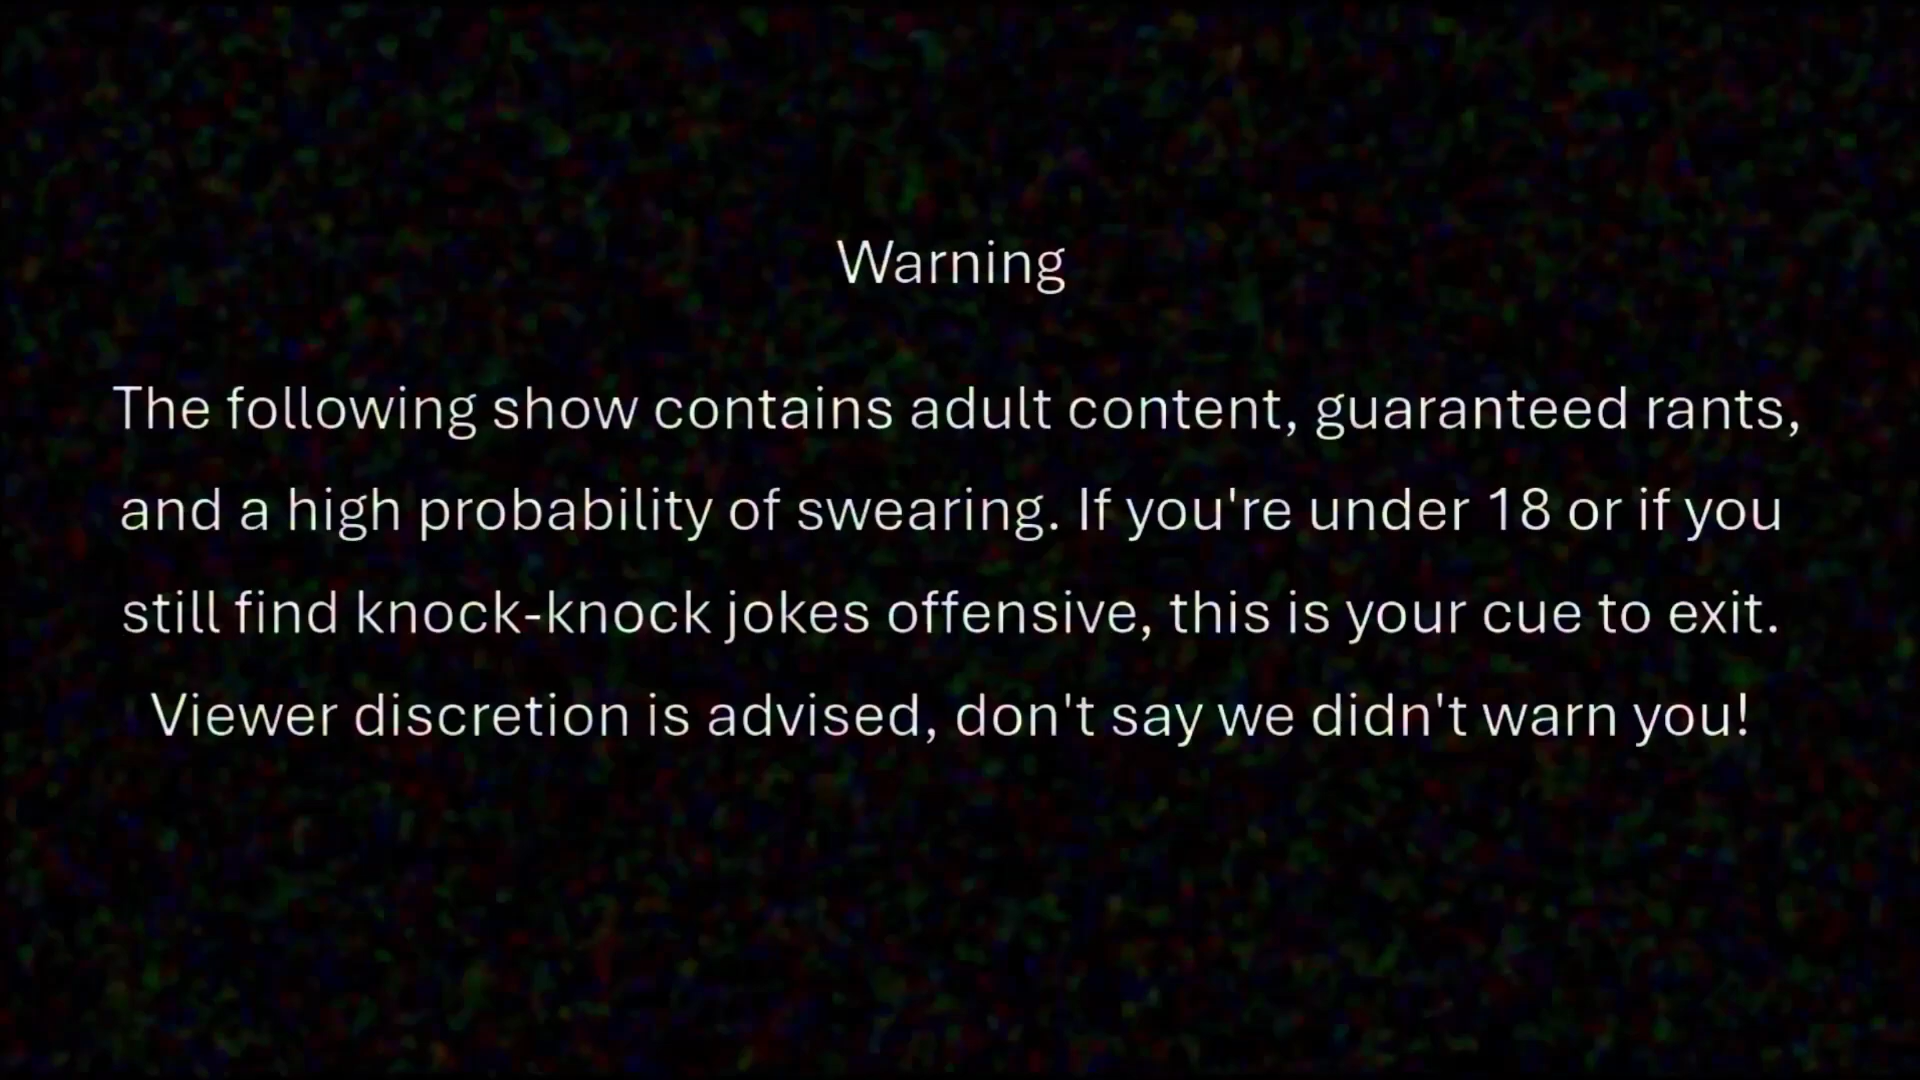 Warning
The following show contains adult content, guaranteed rants,
and a high probability of swearing. If you're under 18 or if you
still find knock-knock jokes offensive, this is your cue to exit.
Viewer discretion is advised, don't say we didn't warn you!